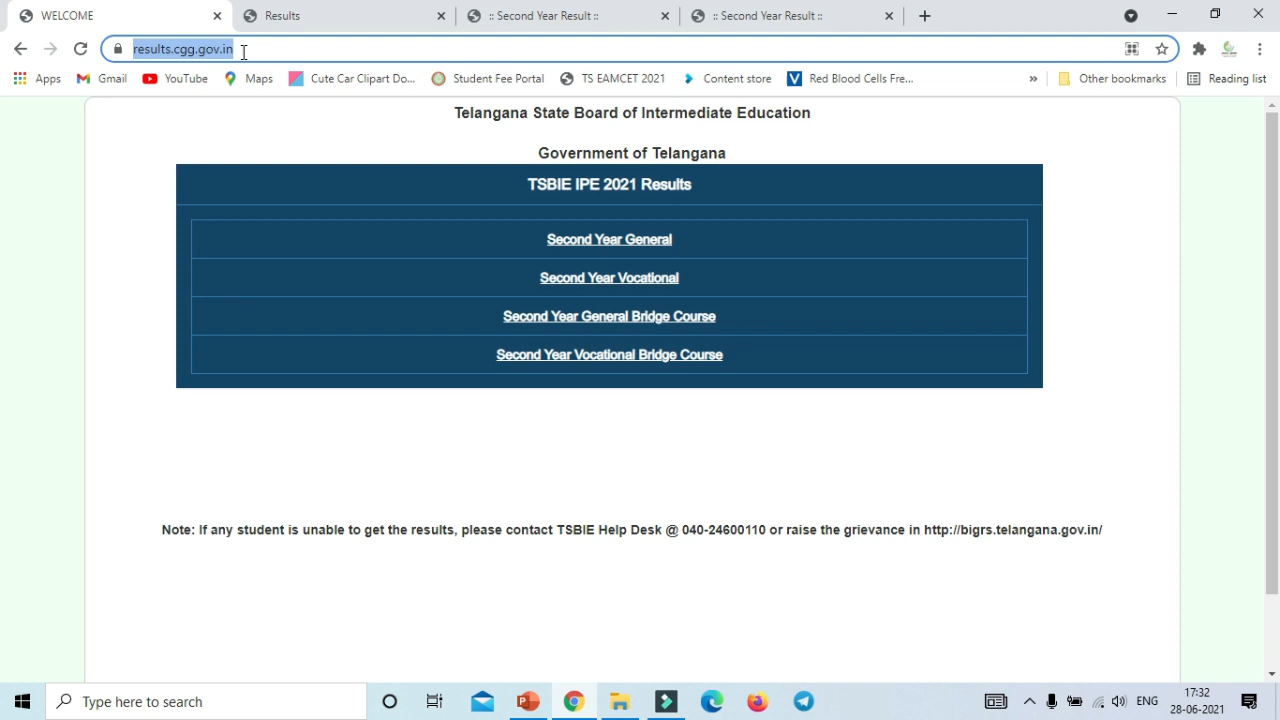 WELCOME
Results
:: Second Year Result ::
:: Second Year Result ::
results.cgg.gov.in
Apps
Gmail
YouTube
Maps
Cute Car Clipart Do...
Student Fee Portal
TS EAMCET 2021
Content store
Red Blood Cells Fre...
»
Other bookmarks
Reading list
Telangana State Board of Intermediate Education
Government of Telangana
TSBIE IPE 2021 Results
Second Year General
Second Year Vocational
Second Year General Bridge Course
Second Year Vocational Bridge Course
Note: If any student is unable to get the results, please contact TSBIE Help Desk @ 040-24600110 or raise the grievance in http://bigrs.telangana.gov.in/
Type here to search
ENG
17:32
28-06-2021